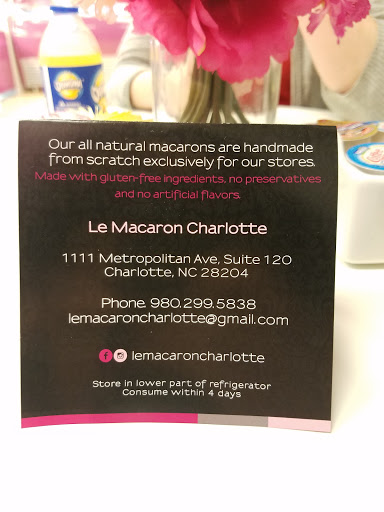 Our all natural macarons are handmade
from scratch exclusively for our stores.
Made with gluten-free ingredients, no preservatives
and no artificial flavors.
Le Macaron Charlotte
1111 Metropolitan Ave, Suite 120
Charlotte, NC 28204
Phone. 980.299.5838
lemacaroncharlotte@gmail.com
lemacaroncharlotte
Store in lower part of refrigerator
Consume within 4 days